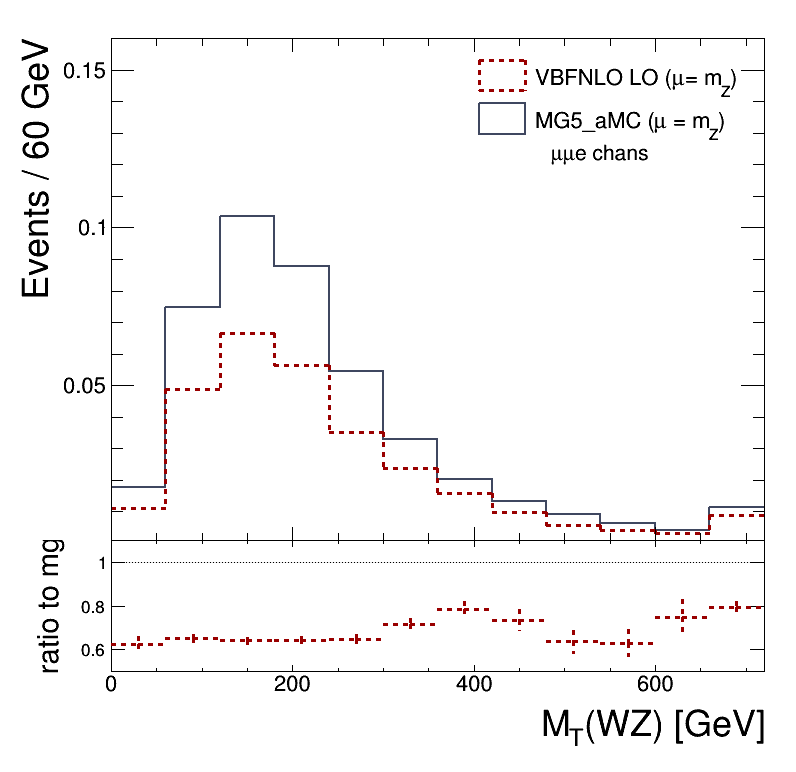 Events / 60 GeV
0.15
0.1
0.05
VBFNLO LO (μ= m_Z)
MG5_aMC (μ = m_Z)
μμe chans
ratio to mg
1
0.8
0.6
0 200 400 600
M_T(WZ) [GeV]